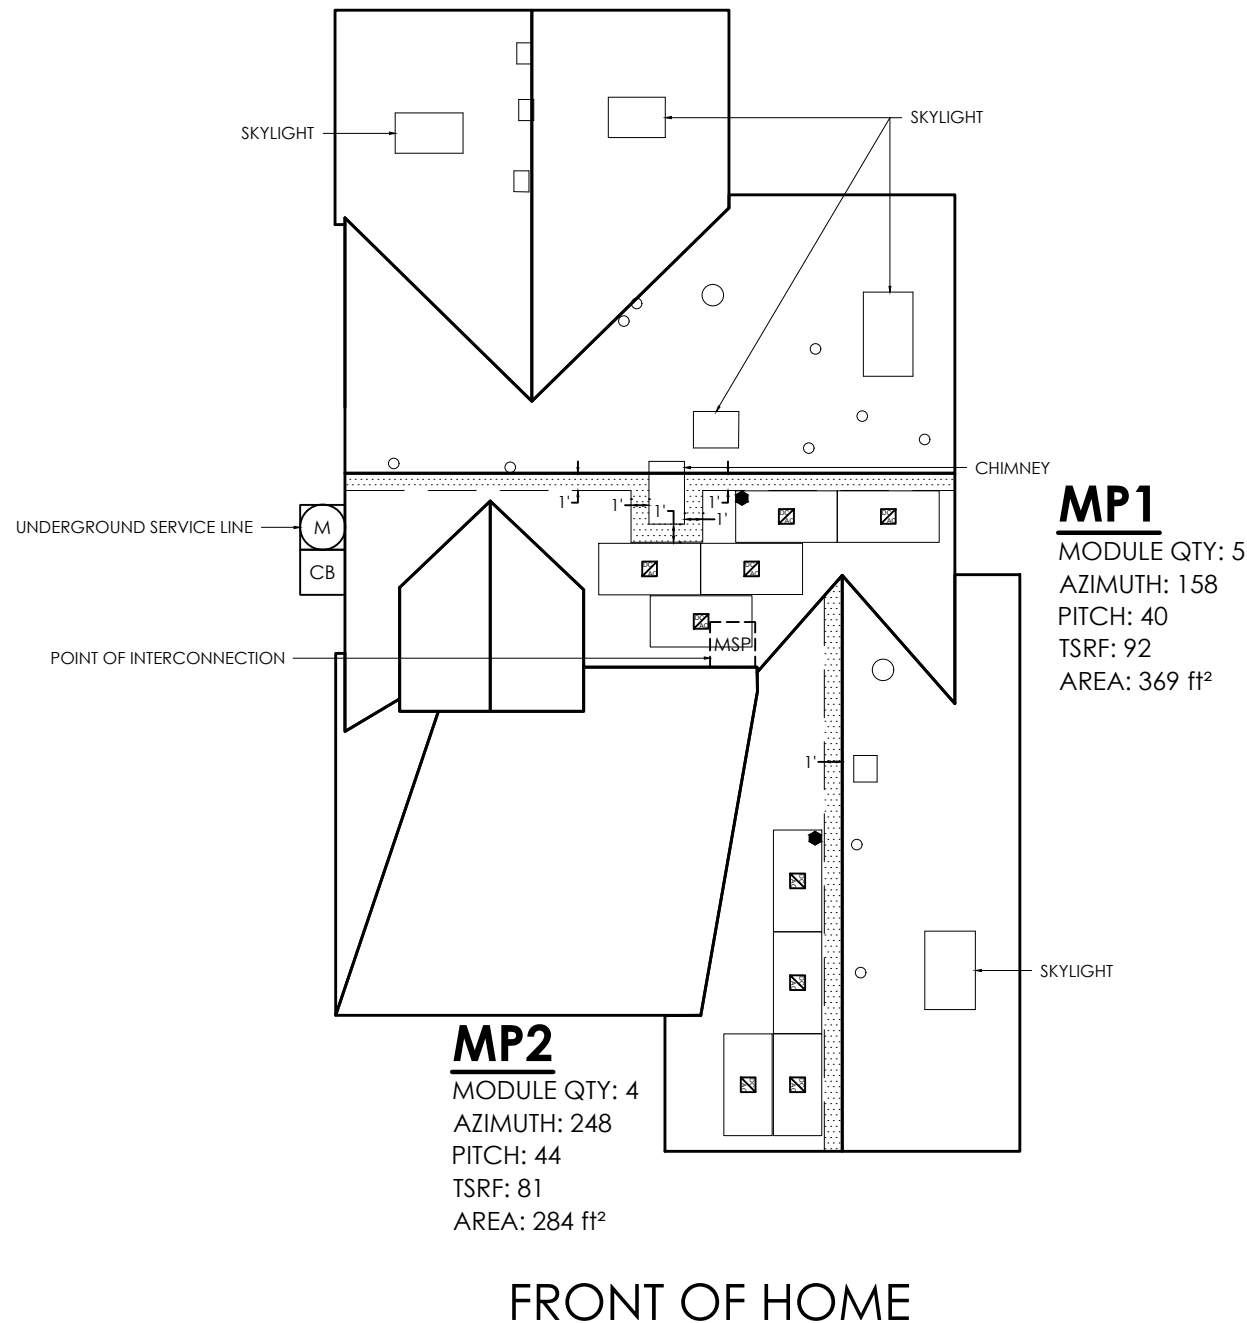 SKYLIGHT
SKYLIGHT
CHIMNEY
1'
1'
1'
1'
1'
MP1
MODULE QTY: 5
AZIMUTH: 158
PITCH: 40
TSRF: 92
AREA: 369 ft²
UNDERGROUND SERVICE LINE
M
CB
MSP
POINT OF INTERCONNECTION
1'
SKYLIGHT
MP2
MODULE QTY: 4
AZIMUTH: 248
PITCH: 44
TSRF: 81
AREA: 284 ft²
FRONT OF HOME